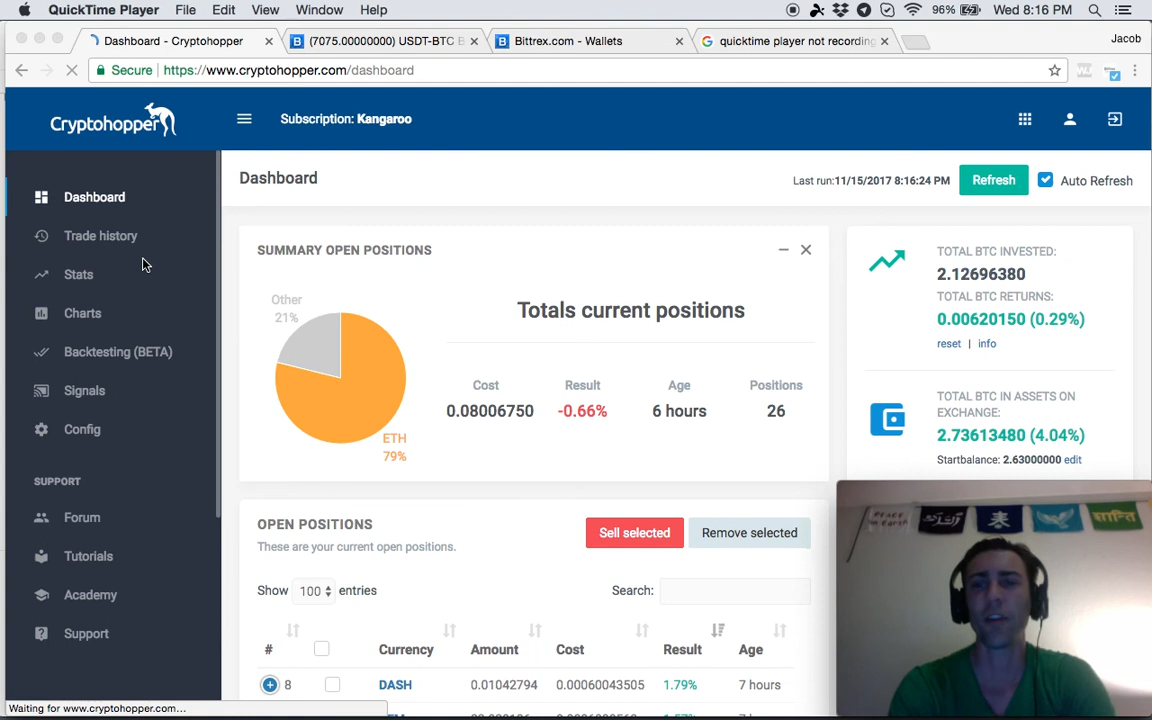 QuickTime Player File Edit View Window Help 96% Wed 8:16 PM
Dashboard - Cryptohopper (7075.00000000) USDT-BTC B Bittrex.com - Wallets quicktime player not recording Jacob
Secure https://www.cryptohopper.com/dashboard
Cryptohopper Subscription: Kangaroo
Dashboard
Trade history
Stats
Charts
Backtesting (BETA)
Signals
Config
SUPPORT
Forum
Tutorials
Academy
Support
Dashboard Last run:11/15/2017 8:16:24 PM Refresh Auto Refresh
SUMMARY OPEN POSITIONS
Other
21%
ETH
79%
Totals current positions
Cost Result Age Positions
0.08006750 -0.66% 6 hours 26
TOTAL BTC INVESTED:
2.12696380
TOTAL BTC RETURNS:
0.00620150 (0.29%)
reset | info
TOTAL BTC IN ASSETS ON
EXCHANGE:
2.73613480 (4.04%)
Startbalance: 2.63000000 edit
OPEN POSITIONS Sell selected Remove selected
These are your current open positions.
Show 100 entries Search:
# Currency Amount Cost Result Age
8 DASH 0.01042794 0.00060043505 1.79% 7 hours
Waiting for www.cryptohopper.com...